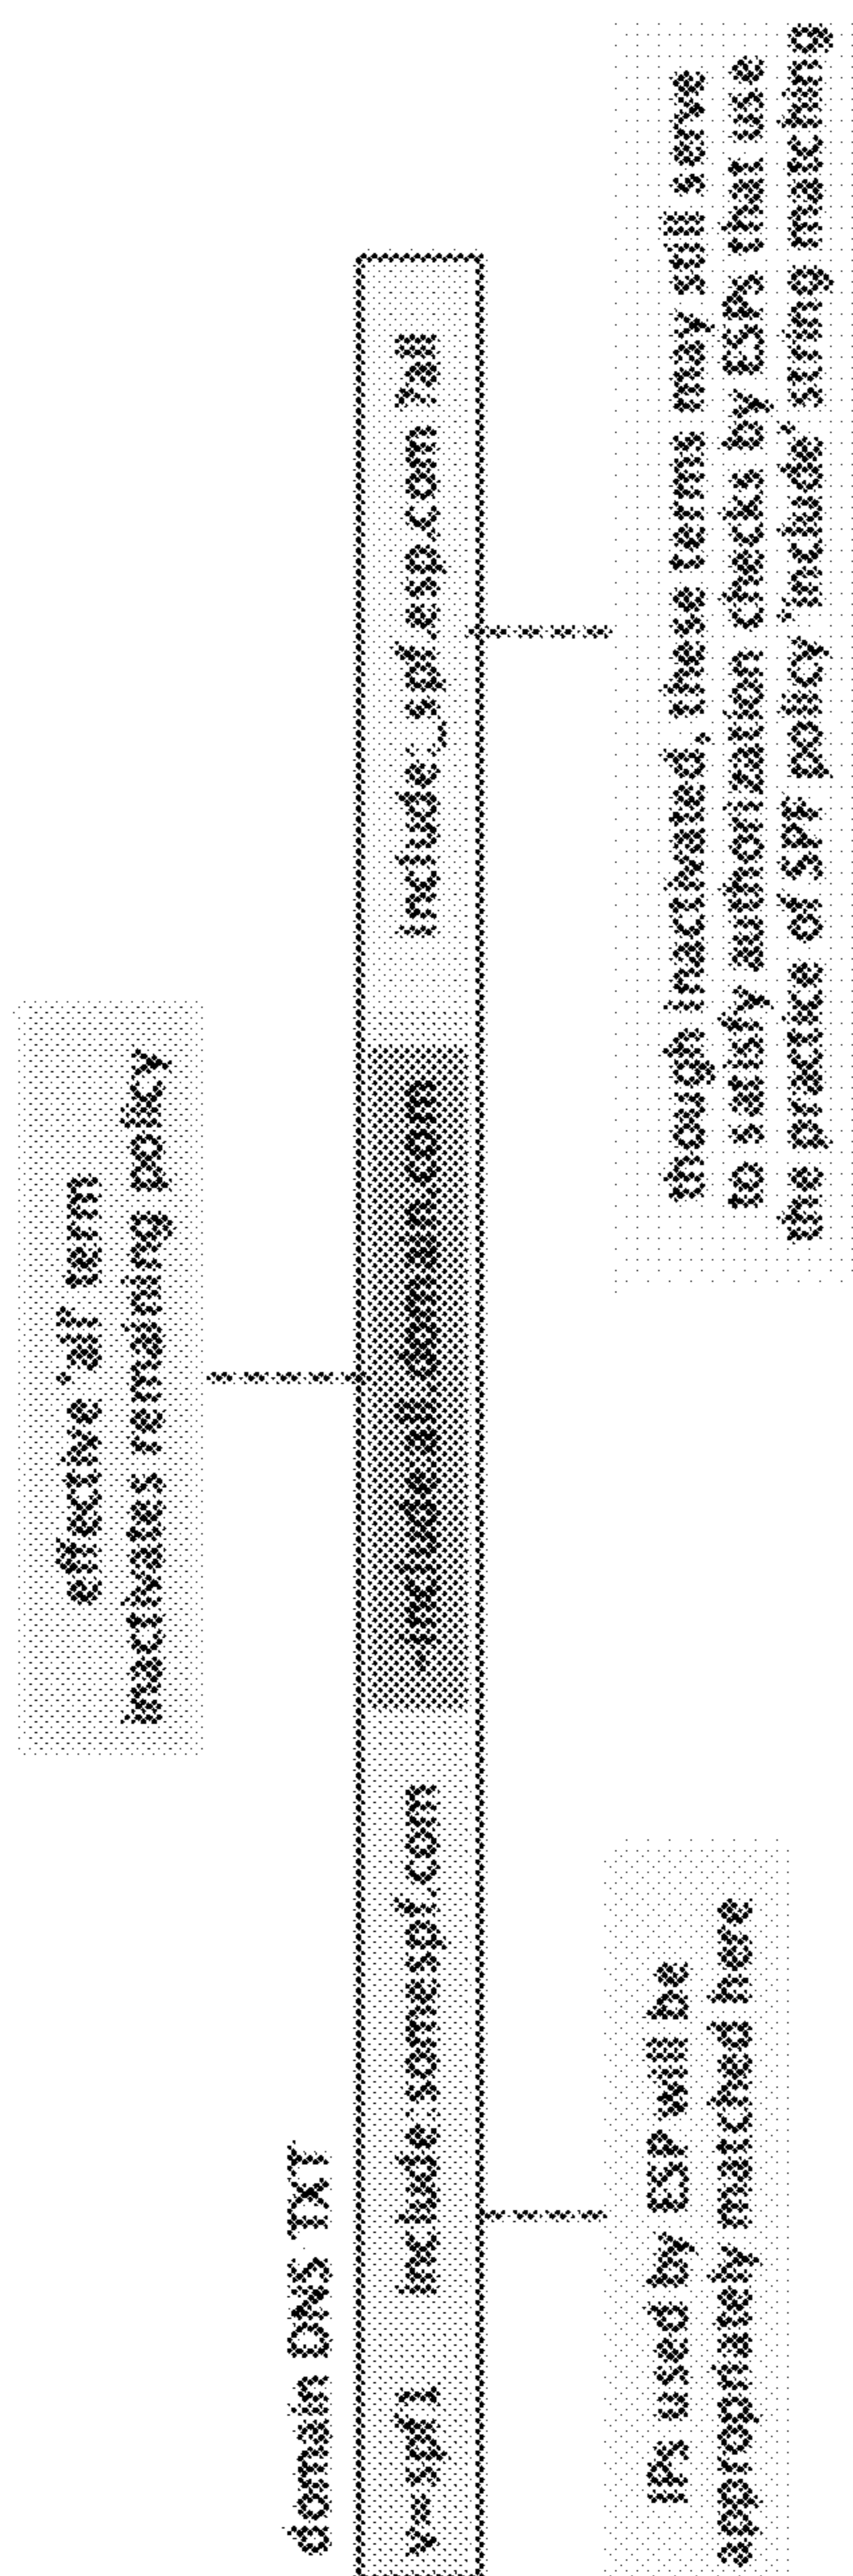 effective 'all' term
inactivates remaining policy
domain DNS TXT
v=spf1 include:somespf.com -include:all.domain.com include:_spf.esp.com ?all
IPs used by ESP will be
appropriately matched here
though inactivated, these terms may still serve
to satisfy authorization checks by ESPs that use
the practice of SPF policy 'include' string matching